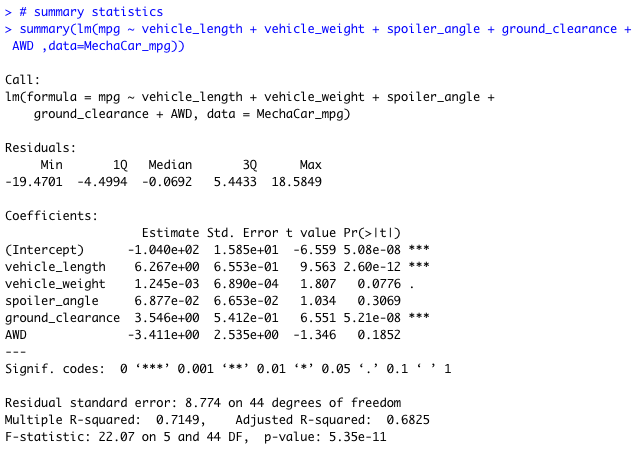 > # summary statistics
> summary(lm(mpg ~ vehicle_length + vehicle_weight + spoiler_angle + ground_clearance +
 AWD ,data=MechaCar_mpg))
Call:
lm(formula = mpg ~ vehicle_length + vehicle_weight + spoiler_angle +
    ground_clearance + AWD, data = MechaCar_mpg)
Residuals:
     Min       1Q   Median       3Q      Max
-19.4701  -4.4994  -0.0692   5.4433  18.5849
Coefficients:
                   Estimate Std. Error t value Pr(>|t|)
(Intercept)      -1.040e+02  1.585e+01  -6.559 5.08e-08 ***
vehicle_length    6.267e+00  6.553e-01   9.563 2.60e-12 ***
vehicle_weight    1.245e-03  6.890e-04   1.807   0.0776 .
spoiler_angle     6.877e-02  6.653e-02   1.034   0.3069
ground_clearance  3.546e+00  5.412e-01   6.551 5.21e-08 ***
AWD              -3.411e+00  2.535e+00  -1.346   0.1852
---
Signif. codes:  0 ‘***’ 0.001 ‘**’ 0.01 ‘*’ 0.05 ‘.’ 0.1 ‘ ’ 1
Residual standard error: 8.774 on 44 degrees of freedom
Multiple R-squared:  0.7149,    Adjusted R-squared:  0.6825
F-statistic: 22.07 on 5 and 44 DF,  p-value: 5.35e-11